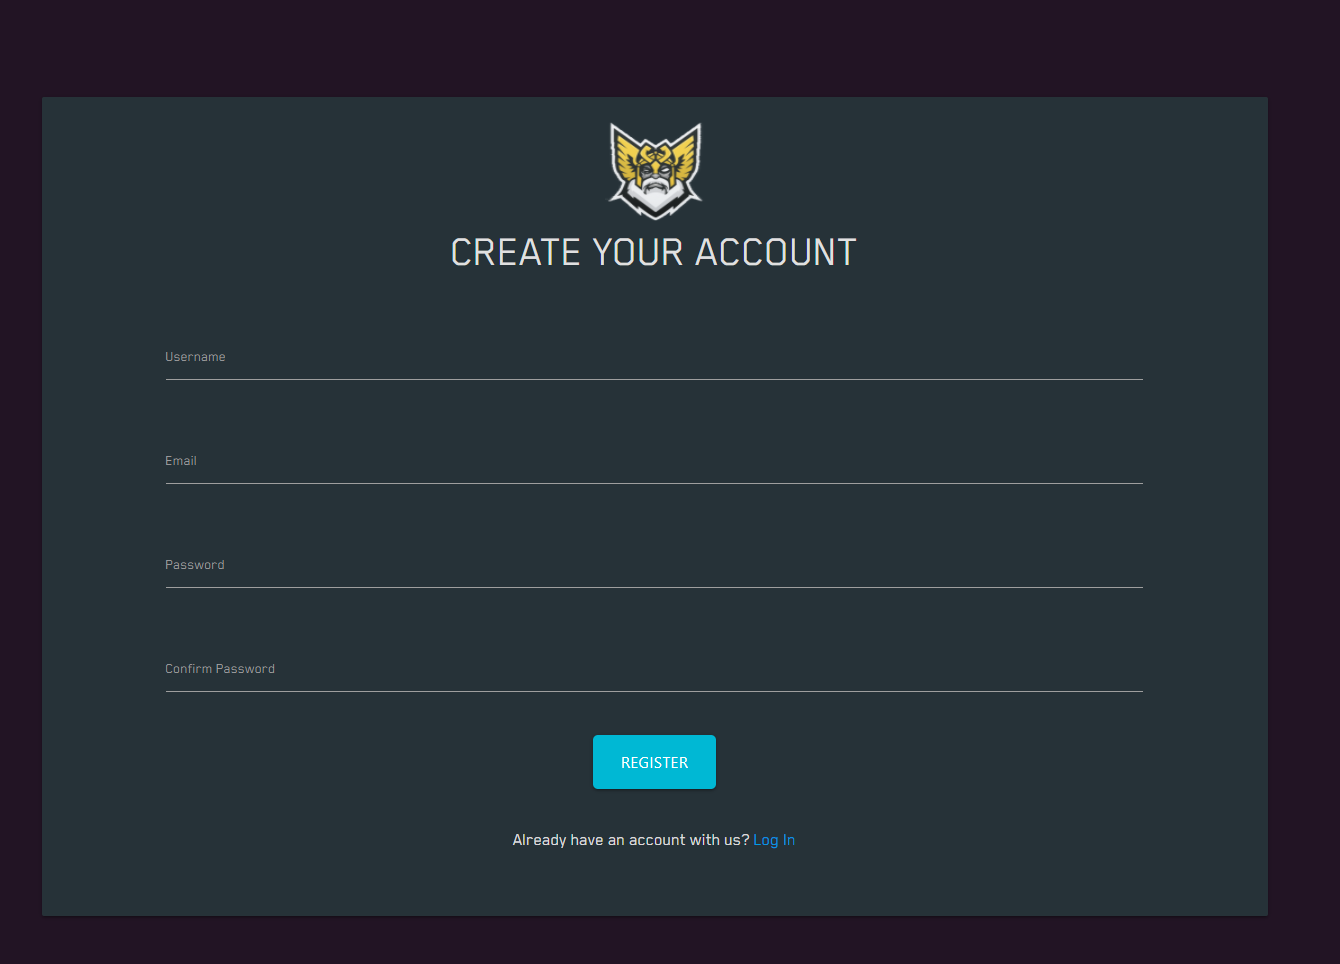 CREATE YOUR ACCOUNT
Username
Email
Password
Confirm Password
REGISTER
Already have an account with us? Log In